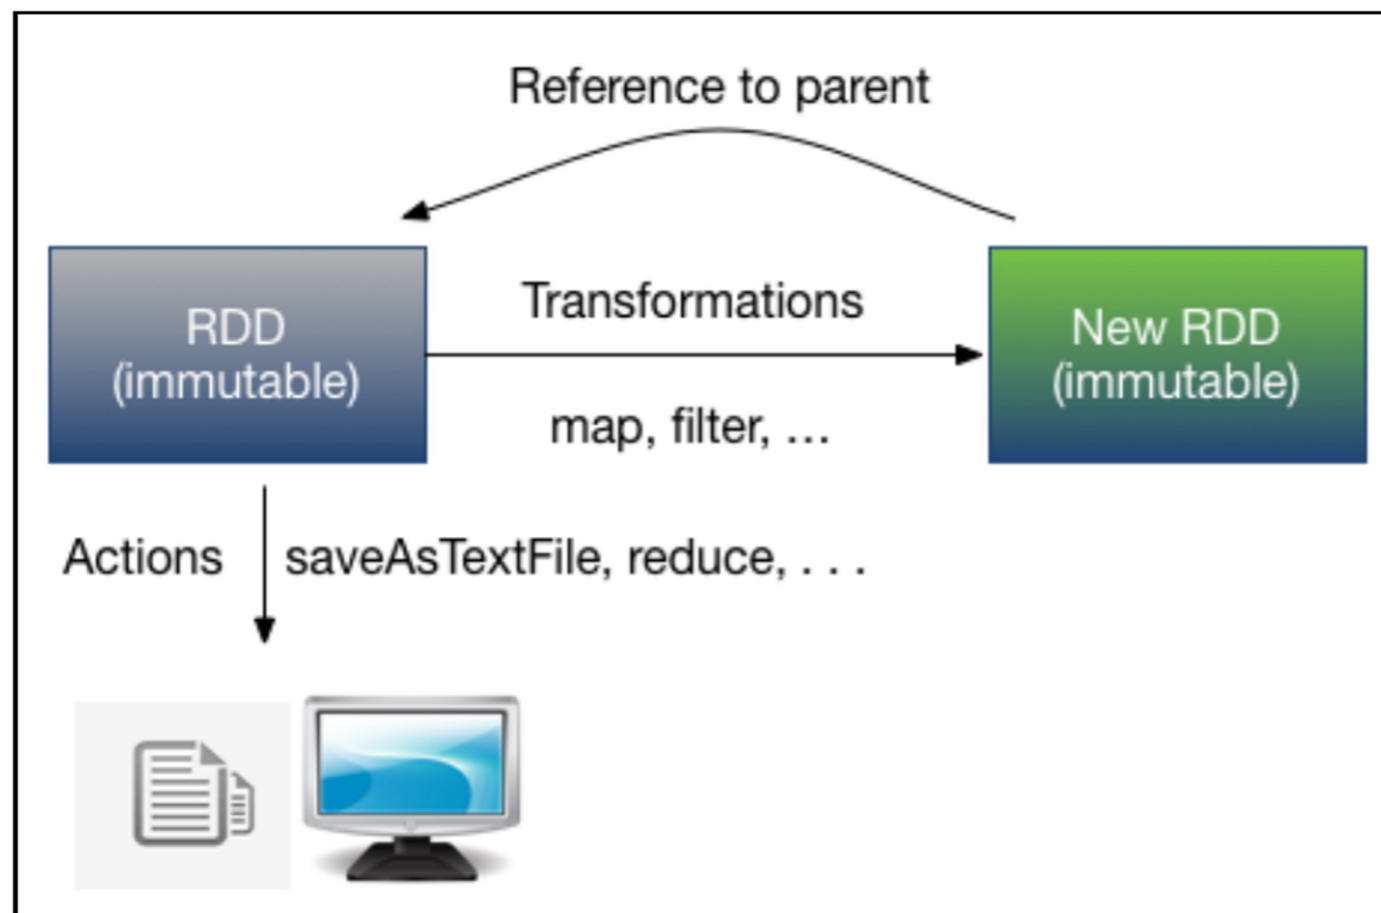 Reference to parent
Transformations
RDD
(immutable)
New RDD
(immutable)
map, filter, ...
Actions
saveAsTextFile, reduce, . . .